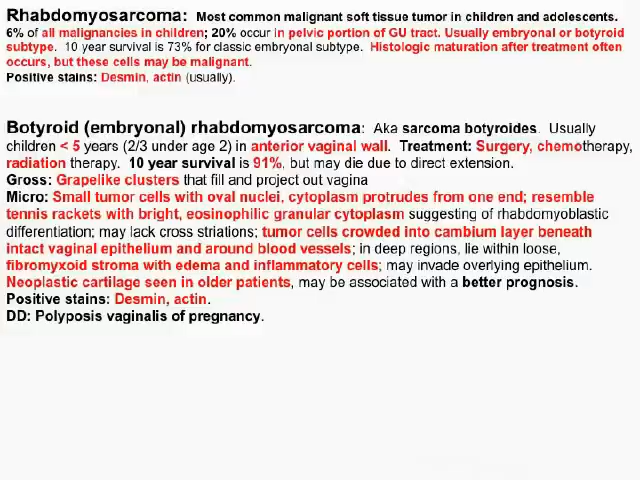 Rhabdomyosarcoma: Most common malignant soft tissue tumor in children and adolescents.
6% of all malignancies in children; 20% occur in pelvic portion of GU tract. Usually embryonal or botyroid
subtype. 10 year survival is 73% for classic embryonal subtype. Histologic maturation after treatment often
occurs, but these cells may be malignant.
Positive stains: Desmin, actin (usually).
Botyroid (embryonal) rhabdomyosarcoma: Aka sarcoma botyroides. Usually
children < 5 years (2/3 under age 2) in anterior vaginal wall. Treatment: Surgery, chemotherapy,
radiation therapy. 10 year survival is 91%, but may die due to direct extension.
Gross: Grapelike clusters that fill and project out vagina
Micro: Small tumor cells with oval nuclei, cytoplasm protrudes from one end; resemble
tennis rackets with bright, eosinophilic granular cytoplasm suggesting of rhabdomyoblastic
differentiation; may lack cross striations; tumor cells crowded into cambium layer beneath
intact vaginal epithelium and around blood vessels; in deep regions, lie within loose,
fibromyxoid stroma with edema and inflammatory cells; may invade overlying epithelium.
Neoplastic cartilage seen in older patients, may be associated with a better prognosis.
Positive stains: Desmin, actin.
DD: Polyposis vaginalis of pregnancy.